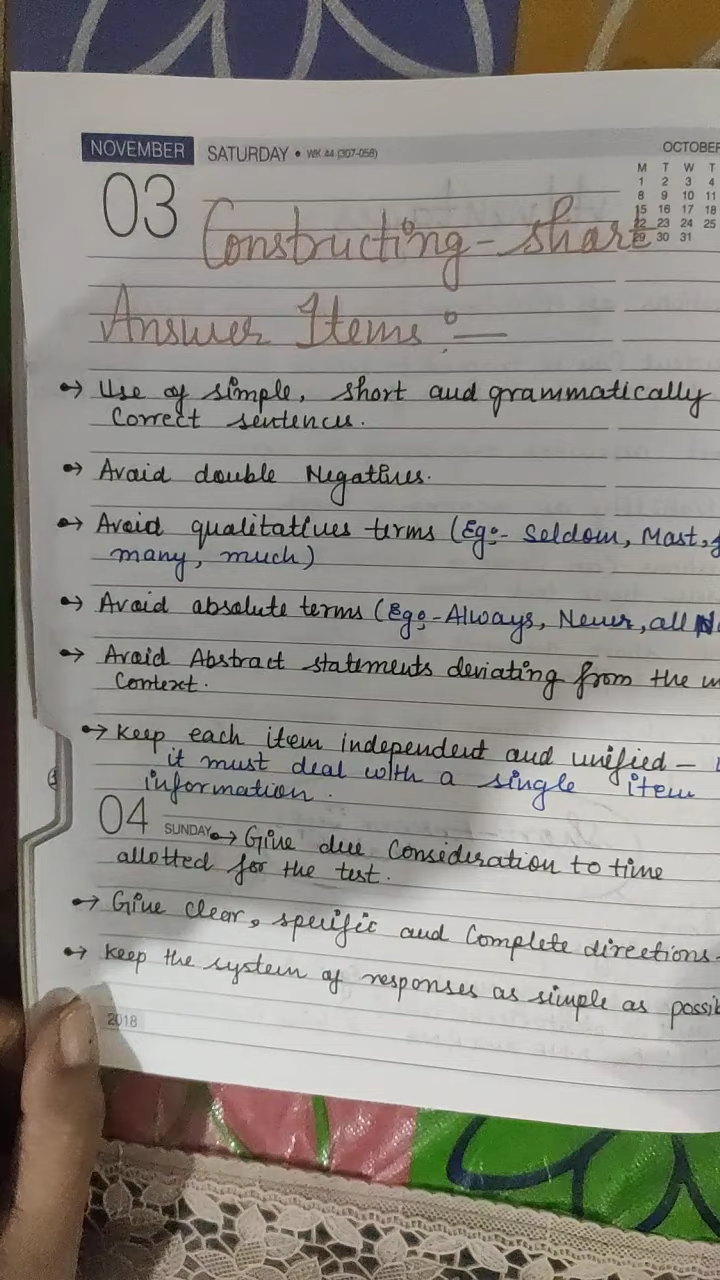 NOVEMBER SATURDAY • WK 44 (307-058) OCTOBER
M T W T
1 2 3 4
8 9 10 11
15 16 17 18
22 23 24 25
29 30 31
03
Constructing - Short
Answer Items :-
Use of simple, short and grammatically
Correct sentences.
Avoid double Negatives.
Avoid qualitatives terms (Eg:- Seldom, Most,
many, much)
Avoid absolute terms (Eg:- Always, Never, all
Avoid Abstract statements deviating from the
Context.
Keep each item independent and unified -
it must deal with a single item
information.
04 SUNDAY Give due Consideration to time
allotted for the test.
Give clear, specific and Complete directions.
Keep the system of responses as simple as
2018